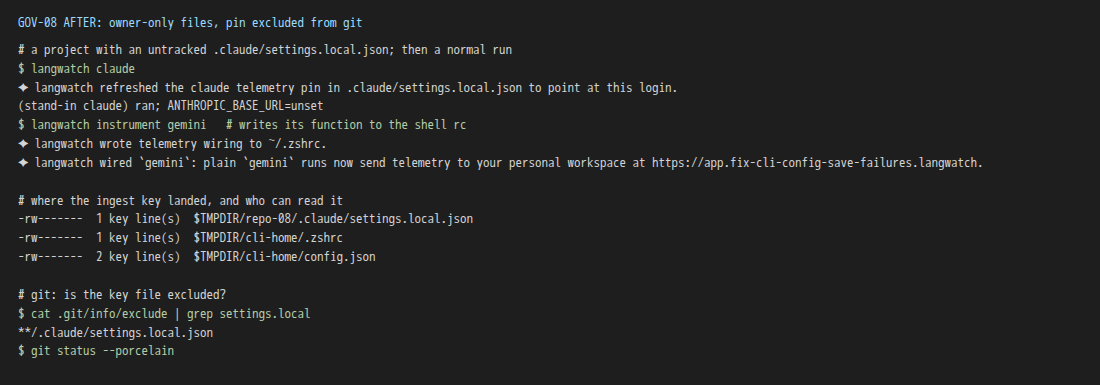 GOV-08 AFTER: owner-only files, pin excluded from git
# a project with an untracked .claude/settings.local.json; then a normal run
$ langwatch claude
✦ langwatch refreshed the claude telemetry pin in .claude/settings.local.json to point at this login.
(stand-in claude) ran; ANTHROPIC_BASE_URL=unset
$ langwatch instrument gemini   # writes its function to the shell rc
✦ langwatch wrote telemetry wiring to ~/.zshrc.
✦ langwatch wired `gemini`: plain `gemini` runs now send telemetry to your personal workspace at https://app.fix-cli-config-save-failures.langwatch.
# where the ingest key landed, and who can read it
-rw-------  1 key line(s)  $TMPDIR/repo-08/.claude/settings.local.json
-rw-------  1 key line(s)  $TMPDIR/cli-home/.zshrc
-rw-------  2 key line(s)  $TMPDIR/cli-home/config.json
# git: is the key file excluded?
$ cat .git/info/exclude | grep settings.local
**/.claude/settings.local.json
$ git status --porcelain